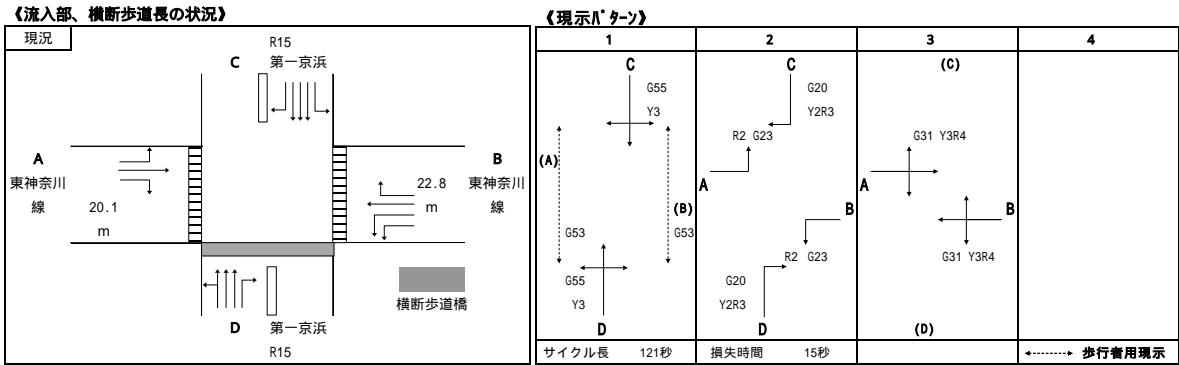 《流入部、横断歩道長の状況》
現況
R15
C 第一京浜
A
東神奈川
線
20.1
m
B
東神奈川
線
22.8
m
横断歩道橋
D 第一京浜
R15
《現示ﾊﾟﾀｰﾝ》
1 2 3 4
C
G55
Y3
(A)
(B)
G53
G53
G55
Y3
D
C
G20
Y2R3
R2 G23
A
B
R2 G23
G20
Y2R3
D
(C)
G31 Y3R4
A
B
G31 Y3R4
(D)
サイクル長 121秒 損失時間 15秒
歩行者用現示